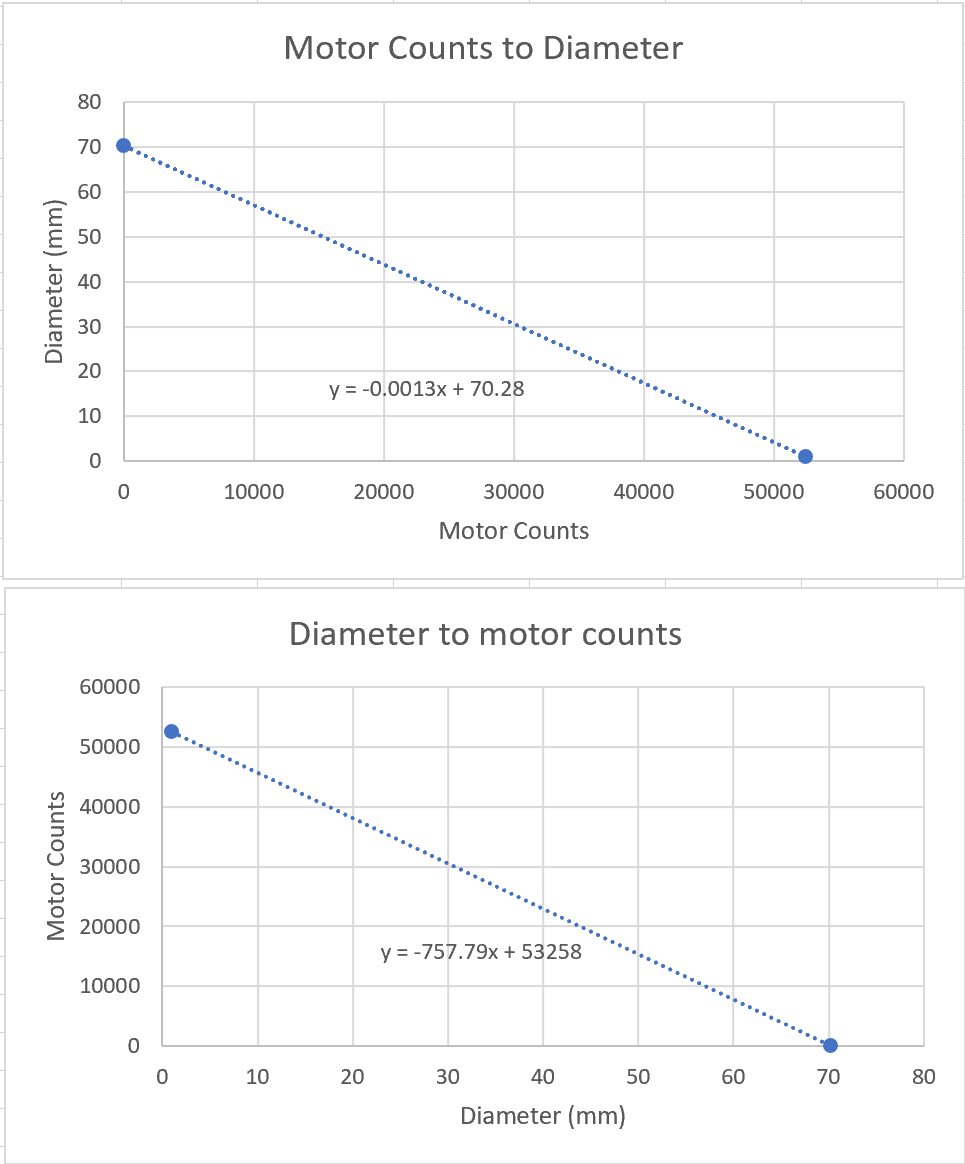 Motor Counts to Diameter
80
70
60
50
40
30
20
10
0
Diameter (mm)
y = -0.0013x + 70.28
0 10000 20000 30000 40000 50000 60000
Motor Counts
Diameter to motor counts
60000
50000
40000
30000
20000
10000
0
Motor Counts
y = -757.79x + 53258
0 10 20 30 40 50 60 70 80
Diameter (mm)